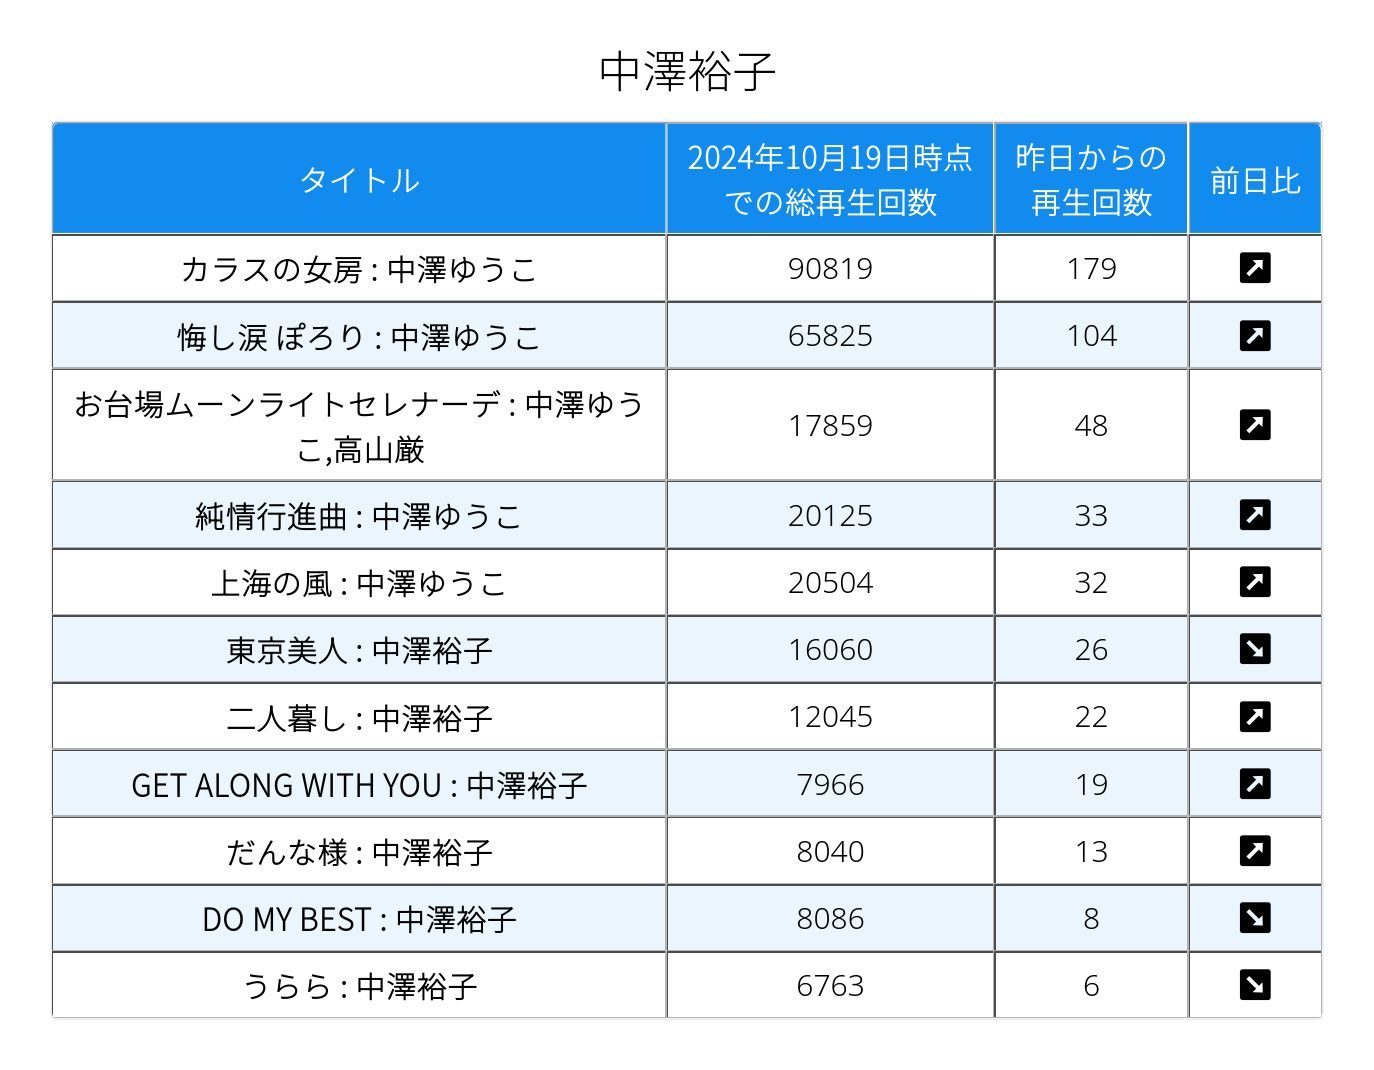 中澤裕子
タイトル
2024年10月19日時点
での総再生回数
昨日からの
再生回数
前日比
カラスの女房 : 中澤ゆうこ
90819
179
悔し涙 ぽろり : 中澤ゆうこ
65825
104
お台場ムーンライトセレナーデ : 中澤ゆう
こ,高山厳
17859
48
純情行進曲 : 中澤ゆうこ
20125
33
上海の風 : 中澤ゆうこ
20504
32
東京美人 : 中澤裕子
16060
26
二人暮し : 中澤裕子
12045
22
GET ALONG WITH YOU : 中澤裕子
7966
19
だんな様 : 中澤裕子
8040
13
DO MY BEST : 中澤裕子
8086
8
うらら : 中澤裕子
6763
6